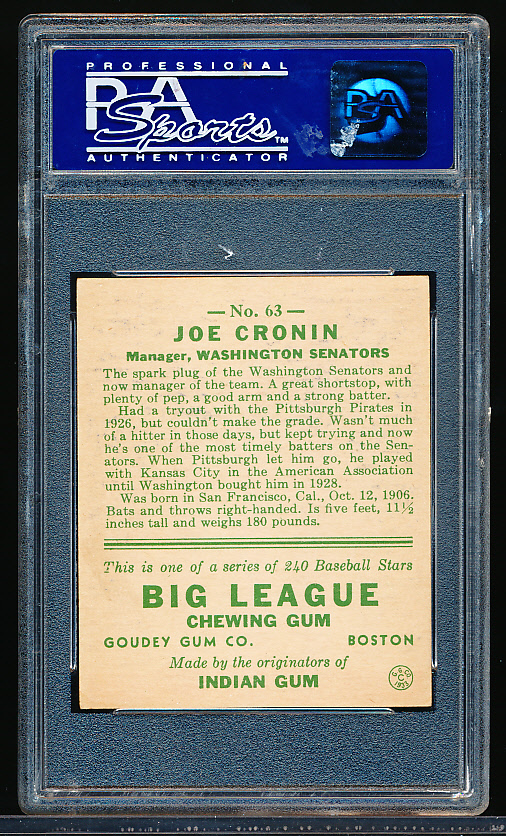 PROFESSIONAL
PSA
Sports™
AUTHENTICATOR
PSA
— No. 63 —
JOE CRONIN
Manager, WASHINGTON SENATORS
The spark plug of the Washington Senators and
now manager of the team. A great shortstop, with
plenty of pep, a good arm and a strong batter.
Had a tryout with the Pittsburgh Pirates in
1926, but couldn't make the grade. Wasn't much
of a hitter in those days, but kept trying and now
he's one of the most timely batters on the Sen-
ators. When Pittsburgh let him go, he played
with Kansas City in the American Association
until Washington bought him in 1928.
Was born in San Francisco, Cal., Oct. 12, 1906.
Bats and throws right-handed. Is five feet, 11½
inches tall and weighs 180 pounds.
This is one of a series of 240 Baseball Stars
BIG LEAGUE
CHEWING GUM
GOUDEY GUM CO. BOSTON
Made by the originators of
INDIAN GUM
G. G. CO.
C
1933